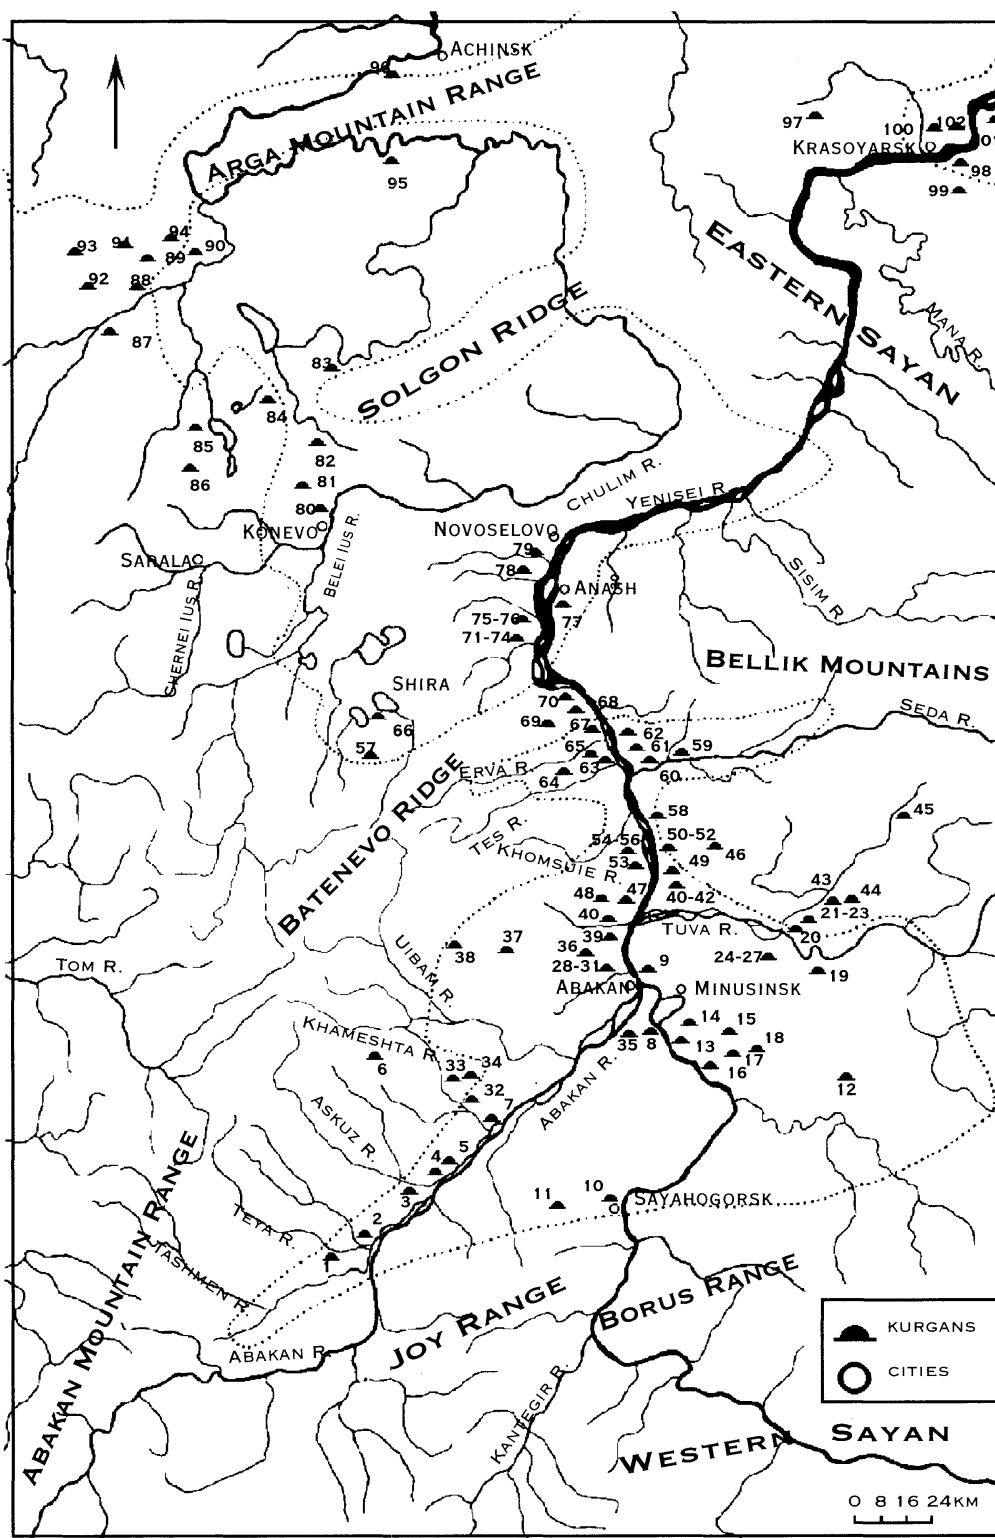 ACHINSK
96
ARGA MOUNTAIN RANGE
97
100
102
KRASOYARSK
98
99
95
94
93
91
90
89
92
88
87
EASTERN SAYAN
MANA R.
SOLGON RIDGE
83
84
85
82
86
81
80
CHULIM R.
YENISEI R.
KONEVO
NOVOSELOVO
79
78
SARALA
BELEI IUS R.
CHERNEI IUS R.
ANASH
73
SISIM R.
75-76
71-74
BELLIK MOUNTAINS
SHIRA
70
68
SEDA R.
66
69
67
62
57
65
61
59
ERVA R.
63
60
64
BATENEVO RIDGE
58
45
TES R.
54-56
50-52
46
KHOMSUIE R
53
49
48
47
40-42
43
44
40
21-23
TUVA R.
20
UIBAM R.
38
37
36
39
24-27
TOM R.
28-31
9
19
ABAKAN
MINUSINSK
KHAMESHTA R.
14
15
35
8
13
18
6
33
34
17
16
32
12
7
ABAKAN R.
ASKUZ R.
4
5
3
11
10
SAYAHOGORSK
ABAKAN MOUNTAIN RANGE
TEYA R.
2
1
TASHMEN R.
JOY RANGE
BORUS RANGE
KURGANS
CITIES
ABAKAN R.
KANTEGIR R.
WESTERN SAYAN
0 8 16 24KM